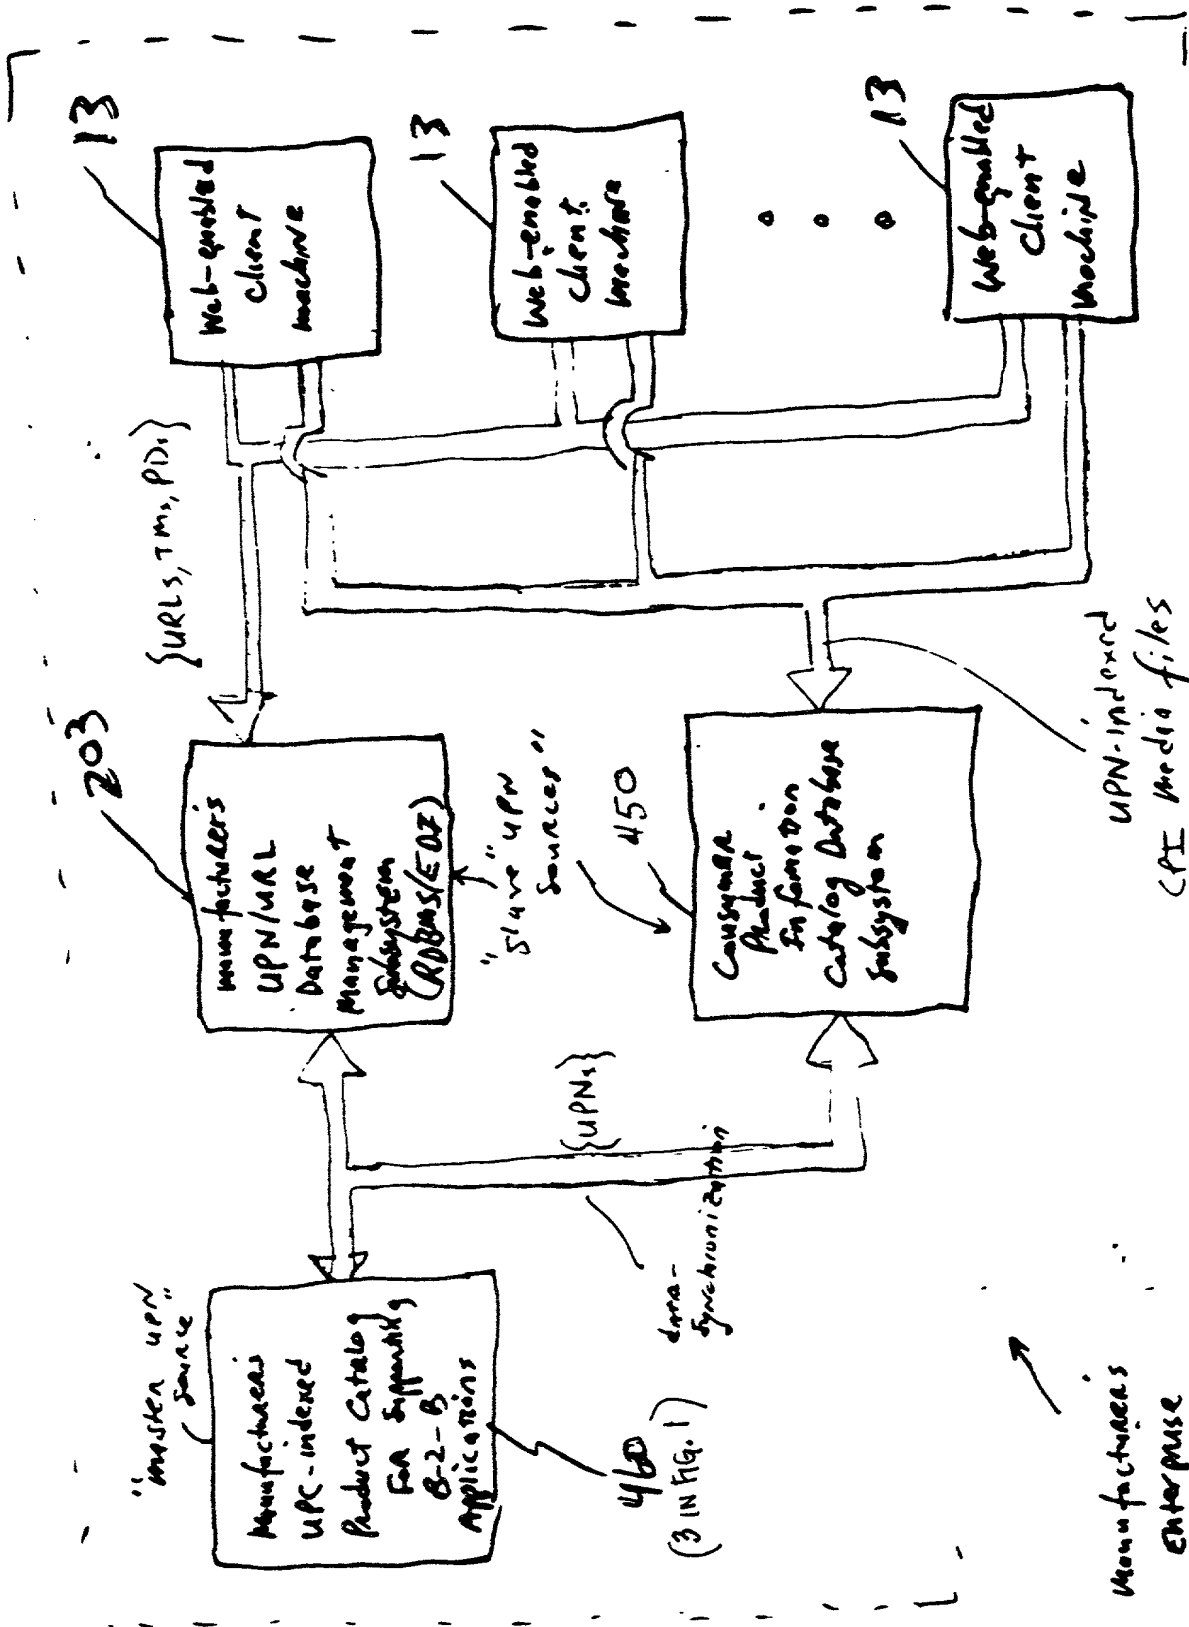 "master UPN
source"
Manufacturer's
UPC-indexed
Product Catalog
For Supporting
B-2-B
Applications
460
(3 IN FIG. 1)
data-
synchronization
{UPNs}
203
manufacturer's
UPN/URL
Database
Management
Subsystem
(RDBMS/EDI)
"slave" UPN
sources"
450
Consumer
Product
Information
Catalog Database
Subsystem
{URLs, TMs, PDs}
UPN-indexed
CPI media files
13
Web-enabled
Client
machine
13
Web-enabled
Client
machine
13
Web-enabled
Client
Machine
Manufacturers
Enterprise